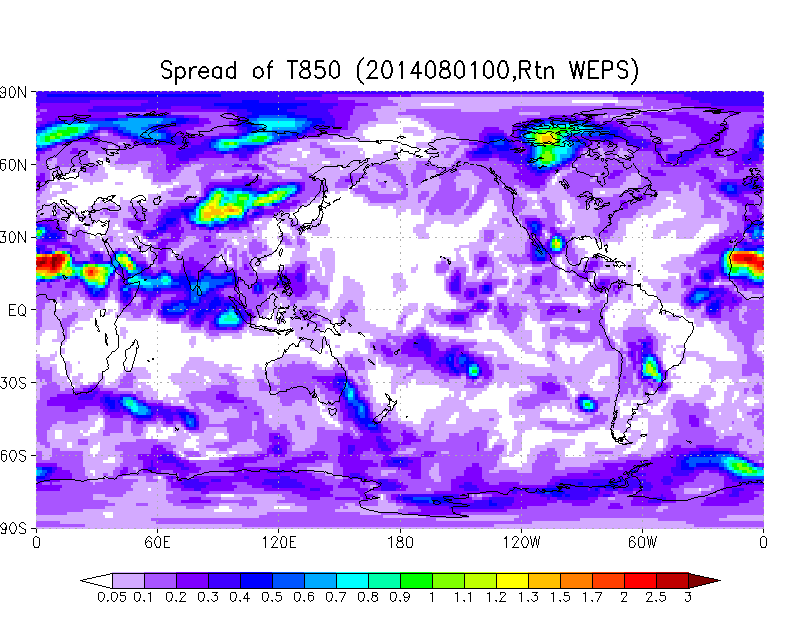 Spread of T850 (2014080100,Rtn WEPS)
90N
60N
30N
EQ
30S
60S
90S
0 60E 120E 180 120W 60W 0
0.05 0.1 0.2 0.3 0.4 0.5 0.6 0.7 0.8 0.9 1 1.1 1.2 1.3 1.5 1.7 2 2.5 3